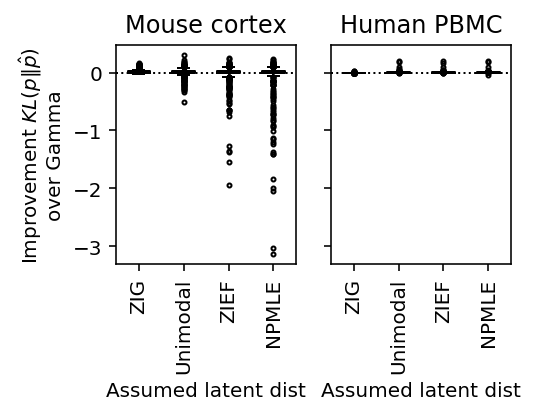 Mouse cortex
Human PBMC
Improvement KL(p‖p̂)
over Gamma
0
−1
−2
−3
ZIG
Unimodal
ZIEF
NPMLE
ZIG
Unimodal
ZIEF
NPMLE
Assumed latent dist
Assumed latent dist